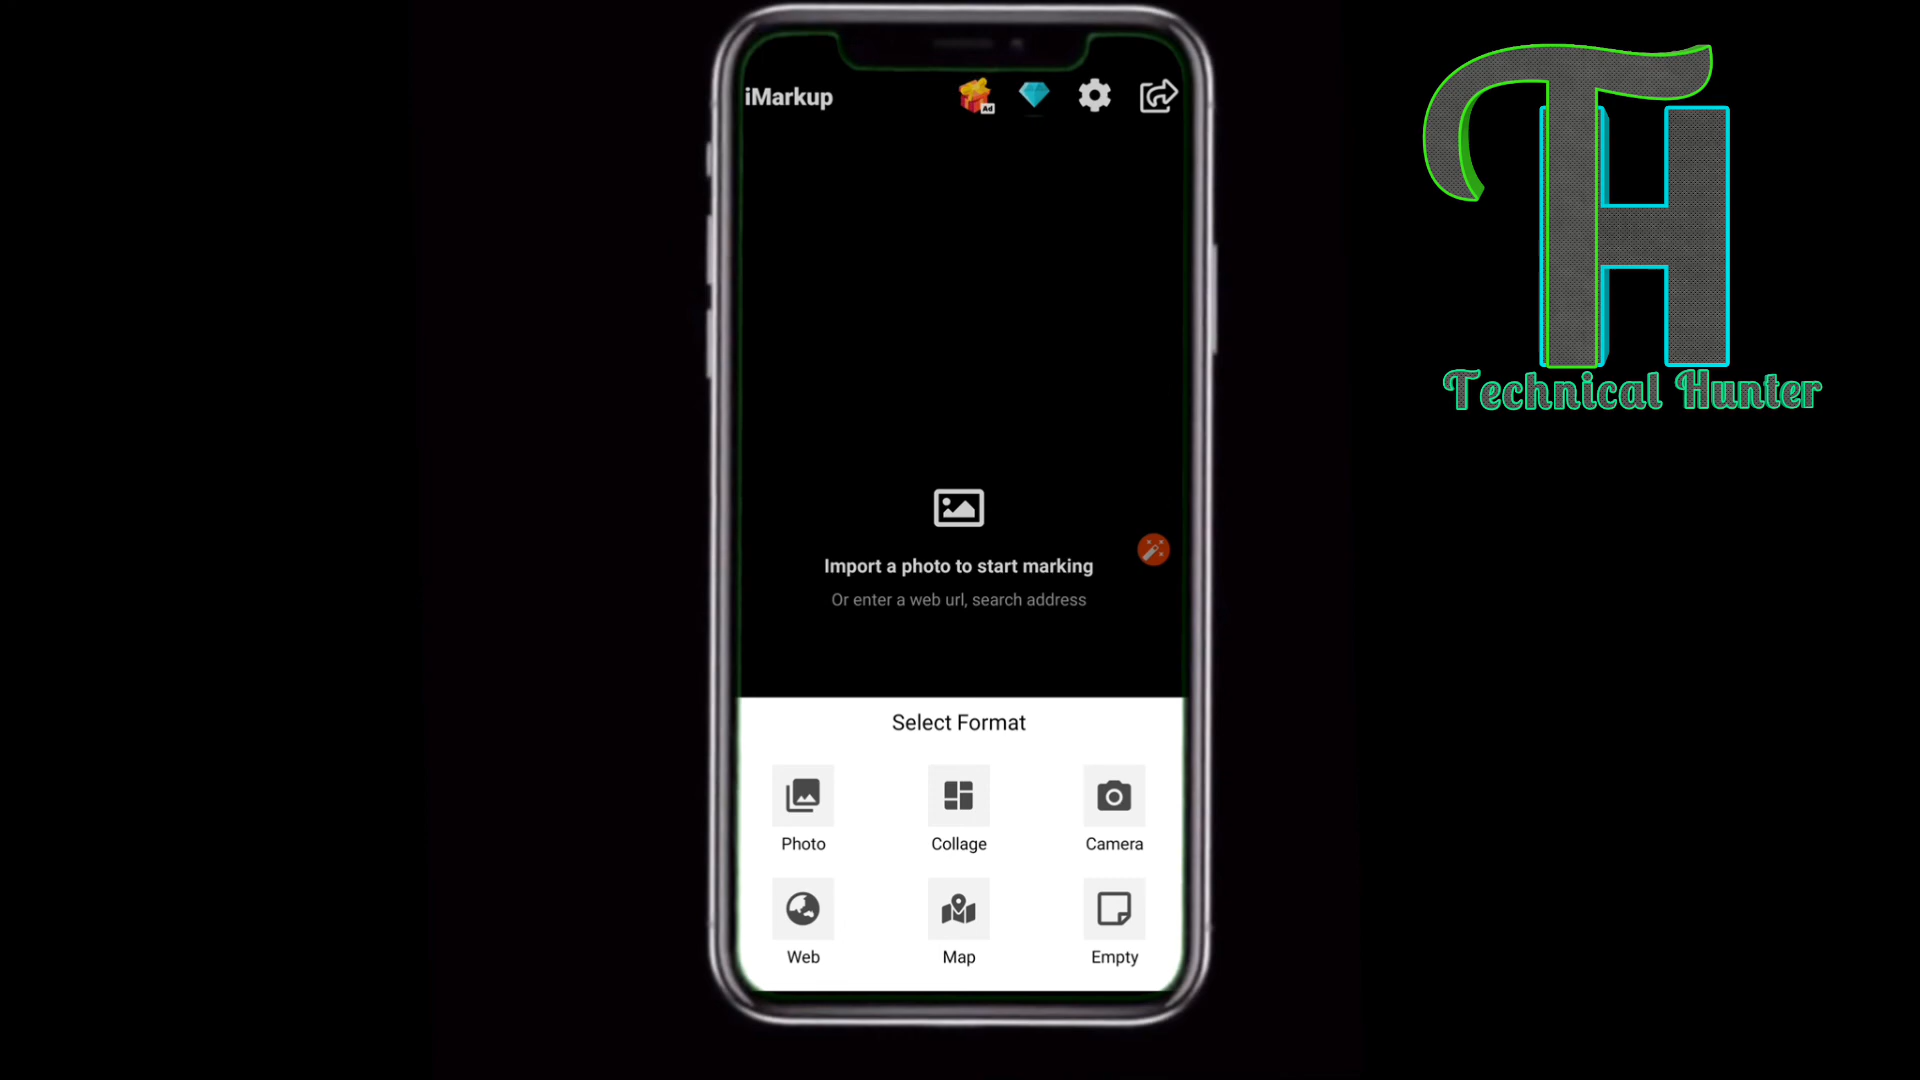 iMarkup
Ad
Import a photo to start marking
Or enter a web url, search address
Select Format
Photo
Collage
Camera
Web
Map
Empty
TH
Technical Hunter